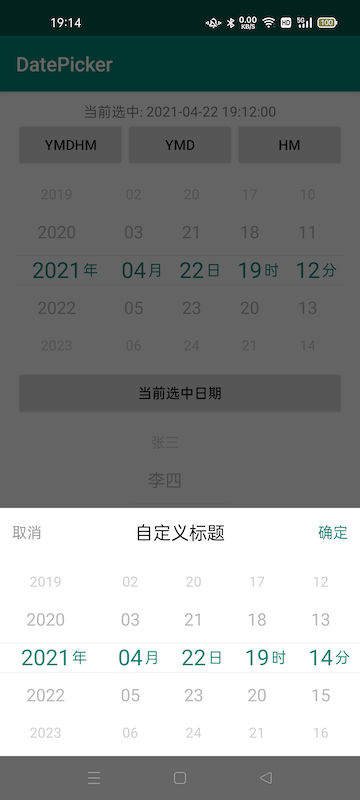 19:14 0.00 KB/S HD 5G 100
DatePicker
当前选中: 2021-04-22 19:12:00
YMDHM YMD HM
2019 02 20 17 10
2020 03 21 18 11
2021年 04月 22日 19时 12分
2022 05 23 20 13
2023 06 24 21 14
当前选中日期
张三
李四
取消 自定义标题 确定
2019 02 20 17 12
2020 03 21 18 13
2021年 04月 22日 19时 14分
2022 05 23 20 15
2023 06 24 21 16